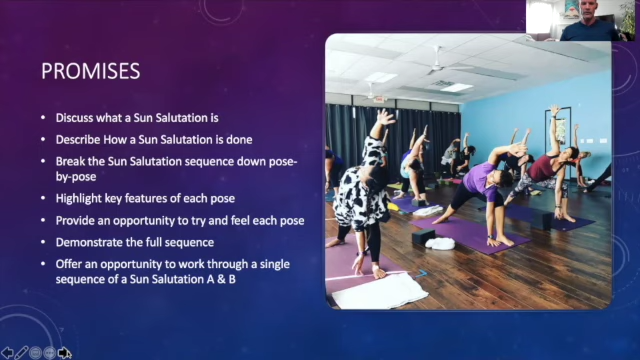 PROMISES
• Discuss what a Sun Salutation is
• Describe How a Sun Salutation is done
• Break the Sun Salutation sequence down pose-
by-pose
• Highlight key features of each pose
• Provide an opportunity to try and feel each pose
• Demonstrate the full sequence
• Offer an opportunity to work through a single
sequence of a Sun Salutation A & B